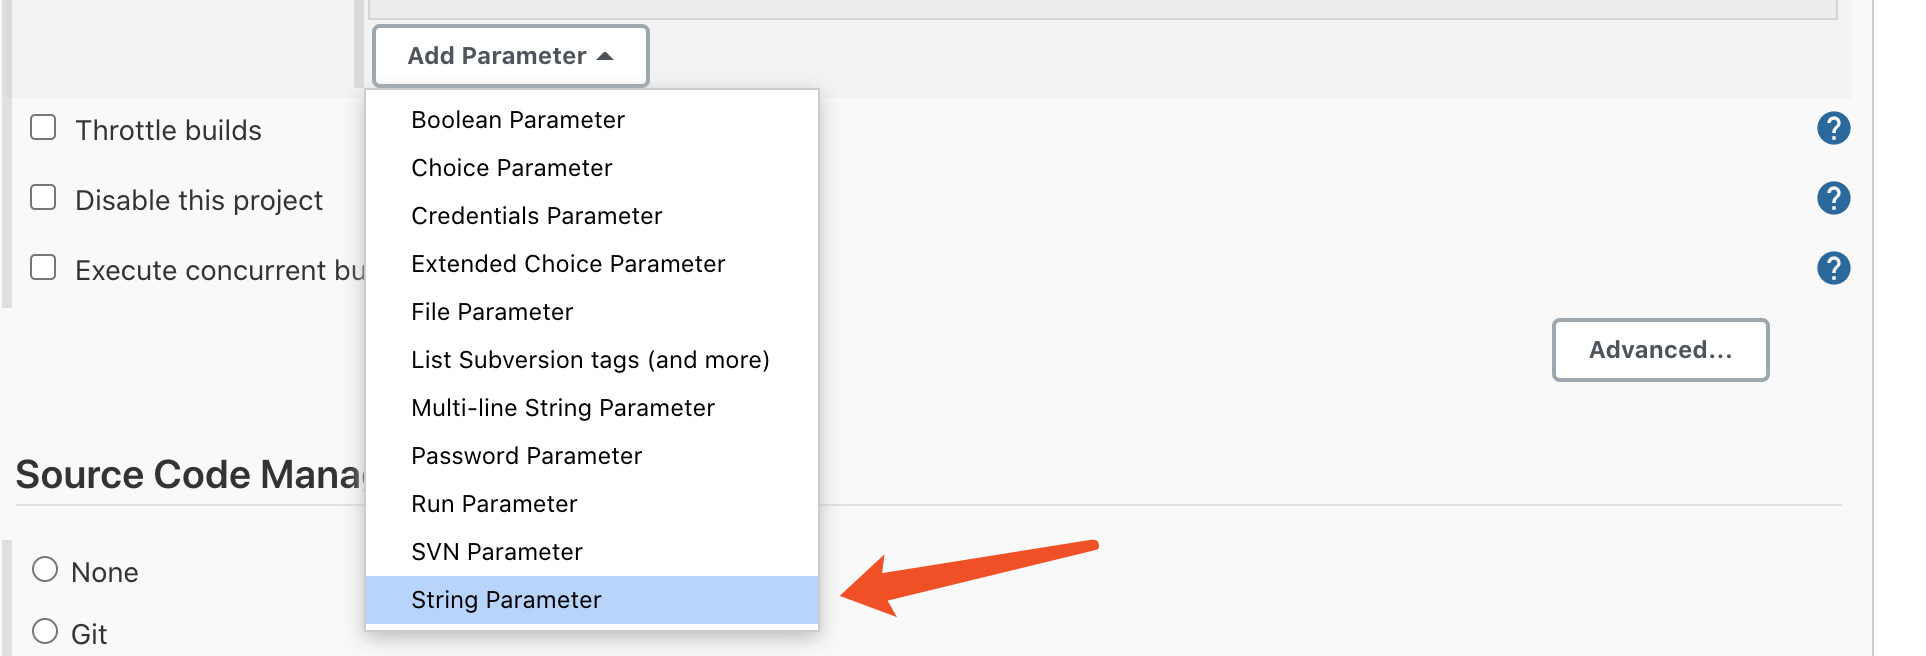 Add Parameter
Boolean Parameter
Choice Parameter
Credentials Parameter
Extended Choice Parameter
File Parameter
List Subversion tags (and more)
Multi-line String Parameter
Password Parameter
Run Parameter
SVN Parameter
String Parameter
Throttle builds
?
Disable this project
?
Execute concurrent bu
?
Advanced...
Source Code Mana
None
Git